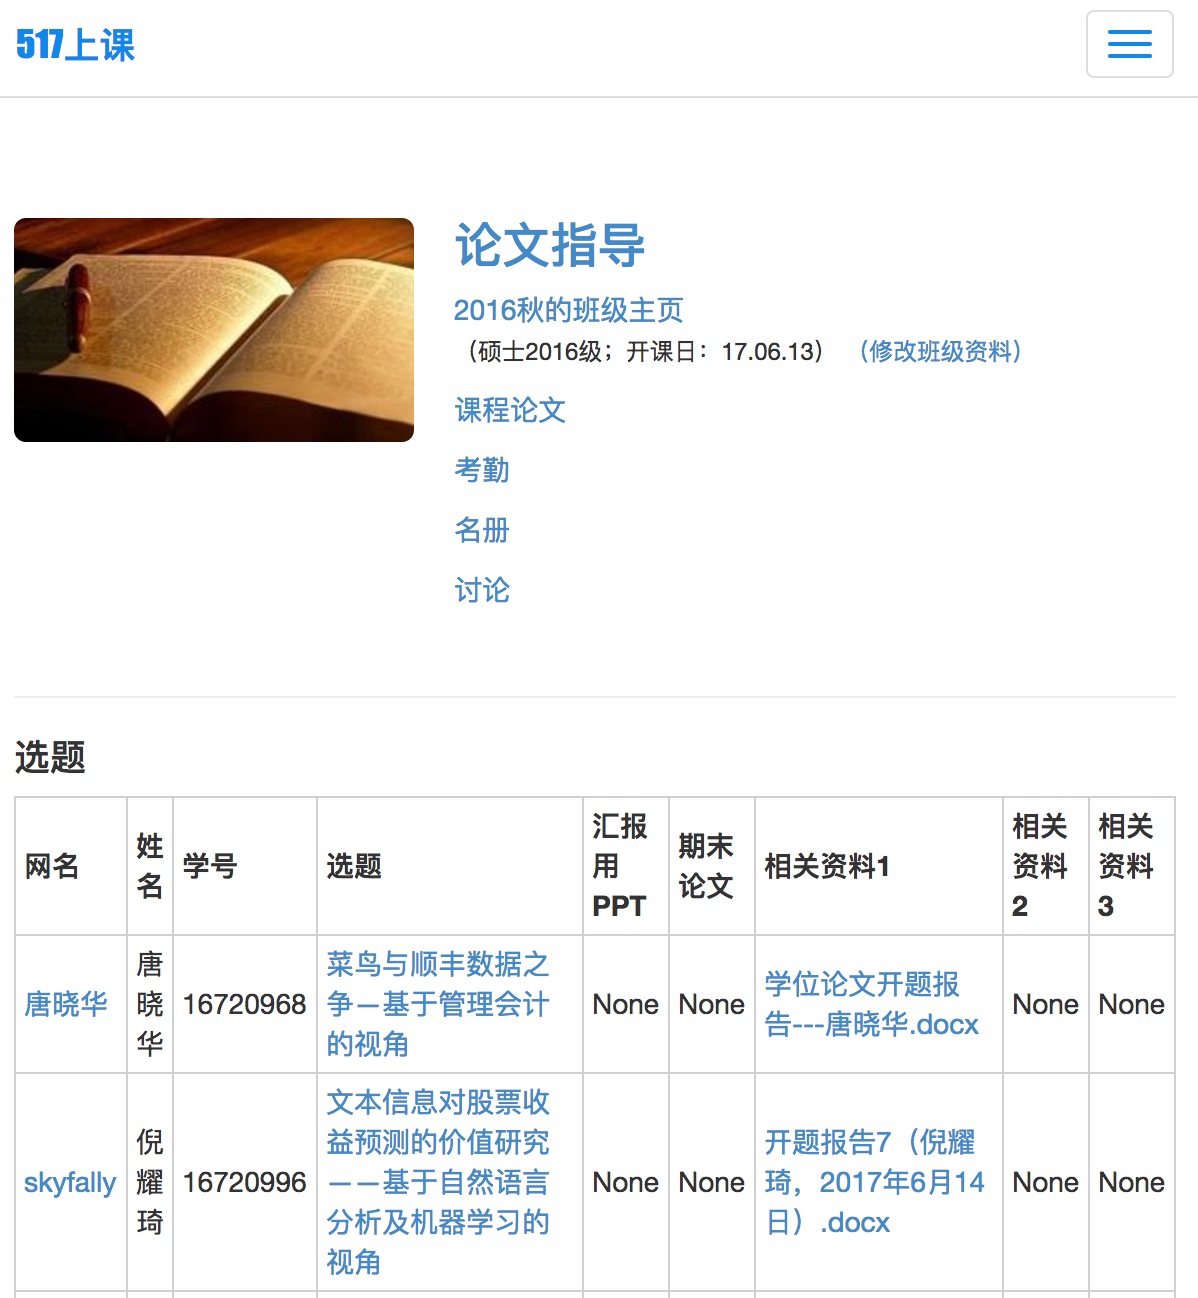 517上课
论文指导
2016秋的班级主页
（硕士2016级；开课日：17.06.13） （修改班级资料）
课程论文
考勤
名册
讨论
选题
网名 姓名 学号 选题 汇报用PPT 期末论文 相关资料1 相关资料2 相关资料3
唐晓华 唐晓华 16720968 菜鸟与顺丰数据之争—基于管理会计的视角 None None 学位论文开题报告---唐晓华.docx None None
skyfally 倪耀琦 16720996 文本信息对股票收益预测的价值研究——基于自然语言分析及机器学习的视角 None None 开题报告7（倪耀琦，2017年6月14日）.docx None None